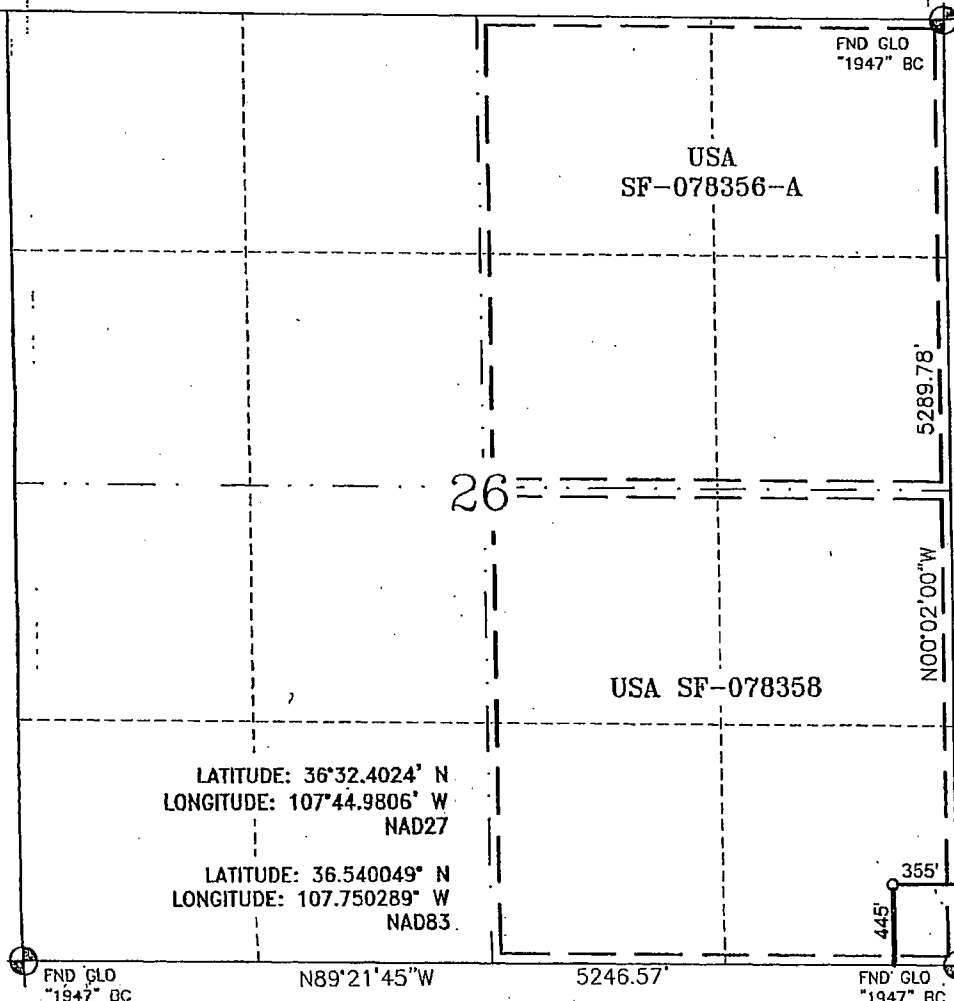 FND GLO
"1947" BC
USA
SF-078356-A
5289.78'
26
N00°02'00"W
USA SF-078358
LATITUDE: 36°32.4024' N
LONGITUDE: 107°44.9806' W
NAD27
LATITUDE: 36.540049° N
LONGITUDE: 107.750289° W
NAD83
355'
445'
FND GLO
"1947" BC
N89°21'45"W
5246.57'
FND GLO
"1947" BC